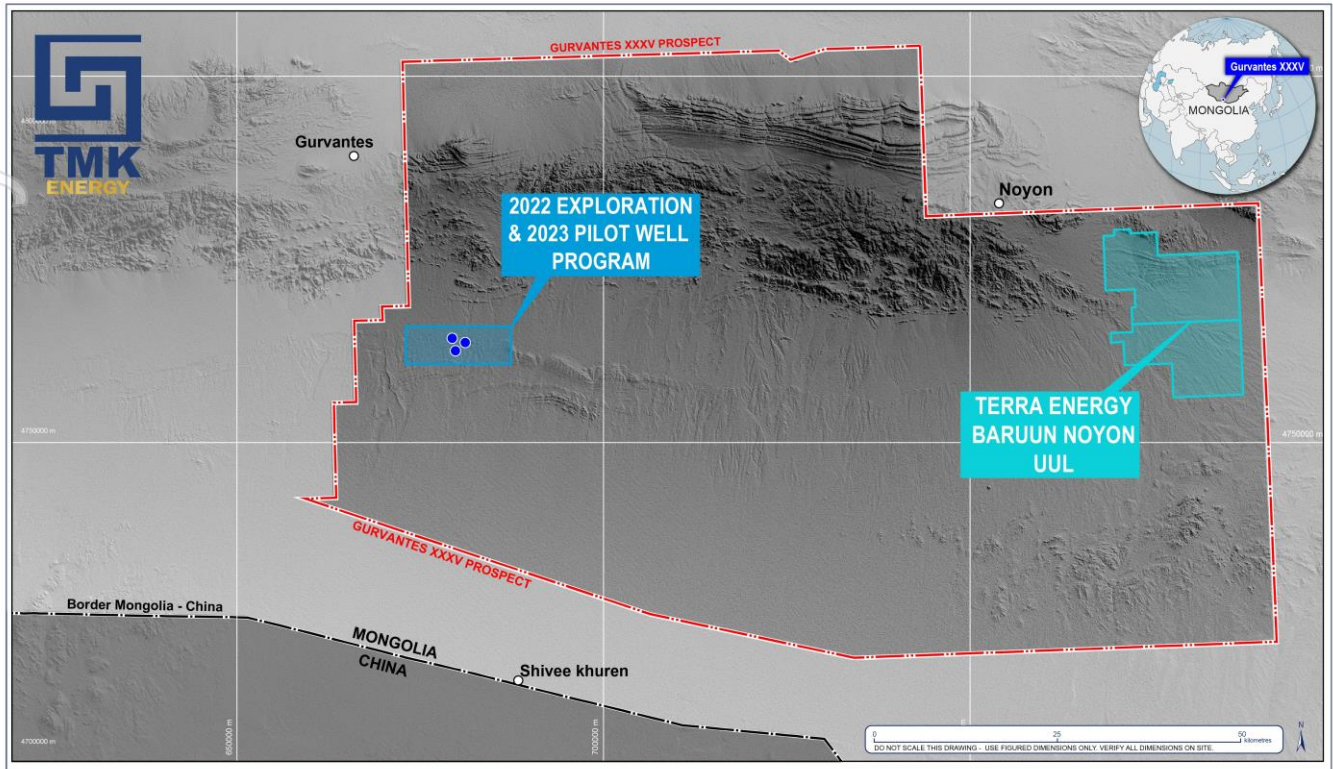 TMK
ENERGY
GURVANTES XXXV PROSPECT
Gurvantes XXXV
MONGOLIA
Gurvantes
Noyon
2022 EXPLORATION
& 2023 PILOT WELL
PROGRAM
TERRA ENERGY
BARUUN NOYON
UUL
4750000 m
4750000 m
GURVANTES XXXV PROSPECT
Border Mongolia - China
MONGOLIA
CHINA
Shivee khuren
4700000 m
650000 m
700000 m
0 25 50 kilometres
DO NOT SCALE THIS DRAWING - USE FIGURED DIMENSIONS ONLY. VERIFY ALL DIMENSIONS ON SITE.
N